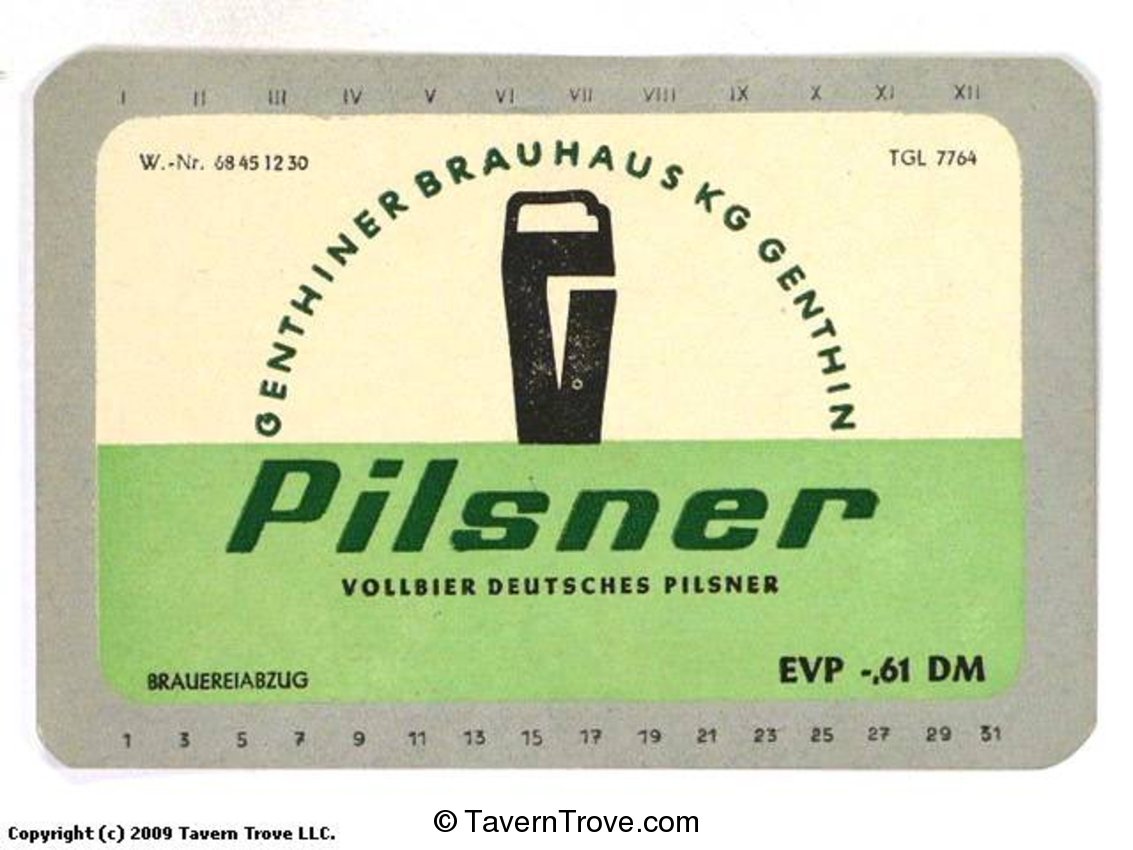 I II III IV V VI VII VIII IX X XI XII
W.-Nr. 68 45 12 30
TGL 7764
GENTHINER BRAUHAUS KG GENTHIN
Pilsner
VOLLBIER DEUTSCHES PILSNER
BRAUEREIABZUG
EVP -,61 DM
1 3 5 7 9 11 13 15 17 19 21 23 25 27 29 31
© TavernTrove.com
Copyright (c) 2009 Tavern Trove LLC.